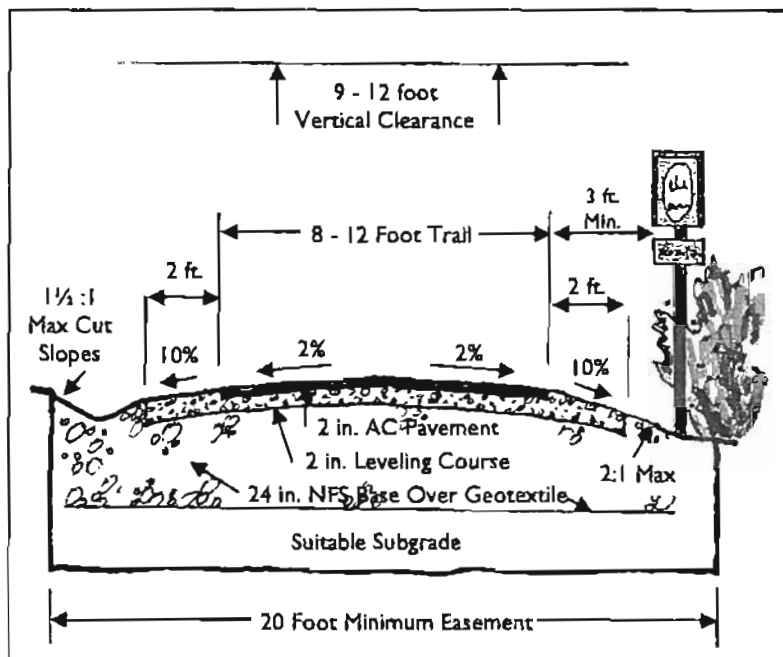 9 - 12 foot
Vertical Clearance
3 ft.
Min.
8 - 12 Foot Trail
2 ft.
2 ft.
1½ :1
Max Cut
Slopes
10%
2%
2%
10%
2 in. AC Pavement
2 in. Leveling Course
2:1 Max
24 in. NFS Base Over Geotextile
Suitable Subgrade
20 Foot Minimum Easement